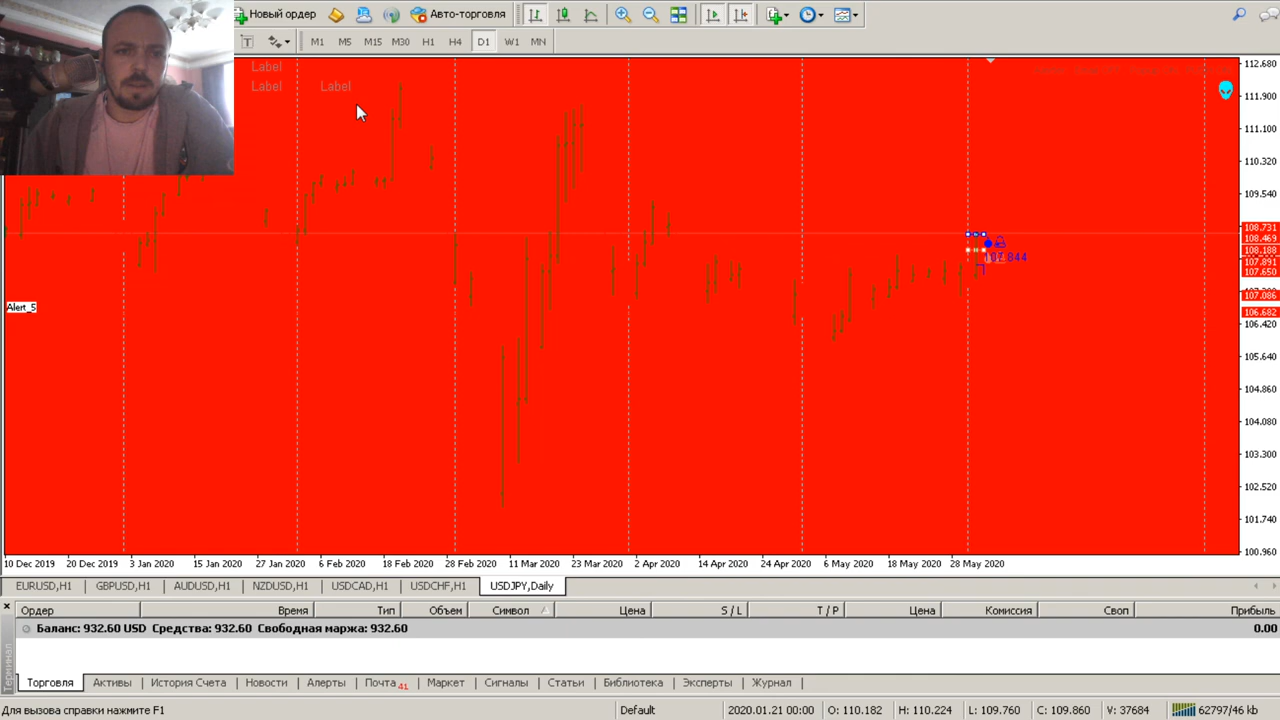 Новый ордер Авто-торговля
T M1 M5 M15 M30 H1 H4 D1 W1 MN
Label
Label Label
112.680
111.900
111.100
110.320
109.540
108.731
108.469
108.188
107.891
107.650
107.086
106.682
106.420
105.640
104.860
104.080
103.300
102.520
101.740
100.960
107.844
Alert_5
10 Dec 2019 20 Dec 2019 3 Jan 2020 15 Jan 2020 27 Jan 2020 6 Feb 2020 18 Feb 2020 28 Feb 2020 11 Mar 2020 23 Mar 2020 2 Apr 2020 14 Apr 2020 24 Apr 2020 6 May 2020 18 May 2020 28 May 2020
EURUSD,H1 GBPUSD,H1 AUDUSD,H1 NZDUSD,H1 USDCAD,H1 USDCHF,H1 USDJPY,Daily
Ордер Время Тип Объем Символ Цена S / L T / P Цена Комиссия Своп Прибыль
Баланс: 932.60 USD Средства: 932.60 Свободная маржа: 932.60 0.00
Терминал
Торговля Активы История Счета Новости Алерты Почта 41 Маркет Сигналы Статьи Библиотека Эксперты Журнал
Для вызова справки нажмите F1 Default 2020.01.21 00:00 O: 110.182 H: 110.224 L: 109.760 C: 109.860 V: 37684 62797/46 kb